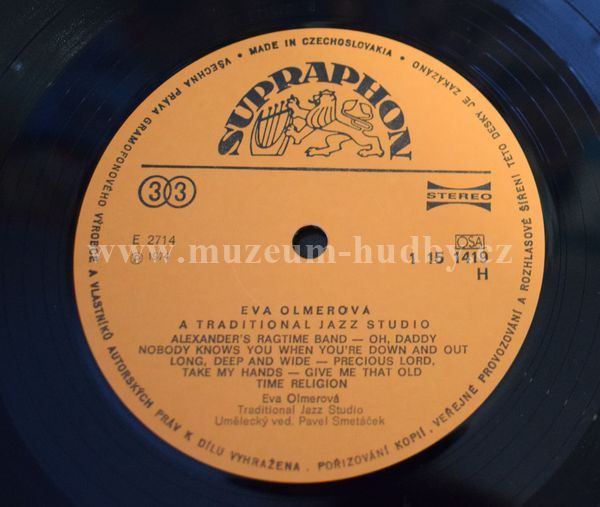 VŠECHNA PRÁVA GRAMOFONOVÉHO VÝROBCE A VLASTNÍKŮ AUTORSKÝCH PRÁV K DÍLU VYHRAŽENA. POŘIZOVÁNÍ KOPIÍ, VEŘEJNÉ PROVOZOVÁNÍ A ROZHLASOVÉ ŠÍŘENÍ TÉTO DESKY JE ZAKÁZÁNO • MADE IN CZECHOSLOVAKIA •
SUPRAPHON
33
STEREO
E 2714
℗ 1974
OSA
1 15 1419
H
www.muzeum-hudby.cz
EVA OLMEROVÁ
A TRADITIONAL JAZZ STUDIO
ALEXANDER'S RAGTIME BAND — OH, DADDY
NOBODY KNOWS YOU WHEN YOU'RE DOWN AND OUT
LONG, DEEP AND WIDE — PRECIOUS LORD,
TAKE MY HANDS — GIVE ME THAT OLD
TIME RELIGION
Eva Olmerová
Traditional Jazz Studio
Umělecký ved. Pavel Smetáček